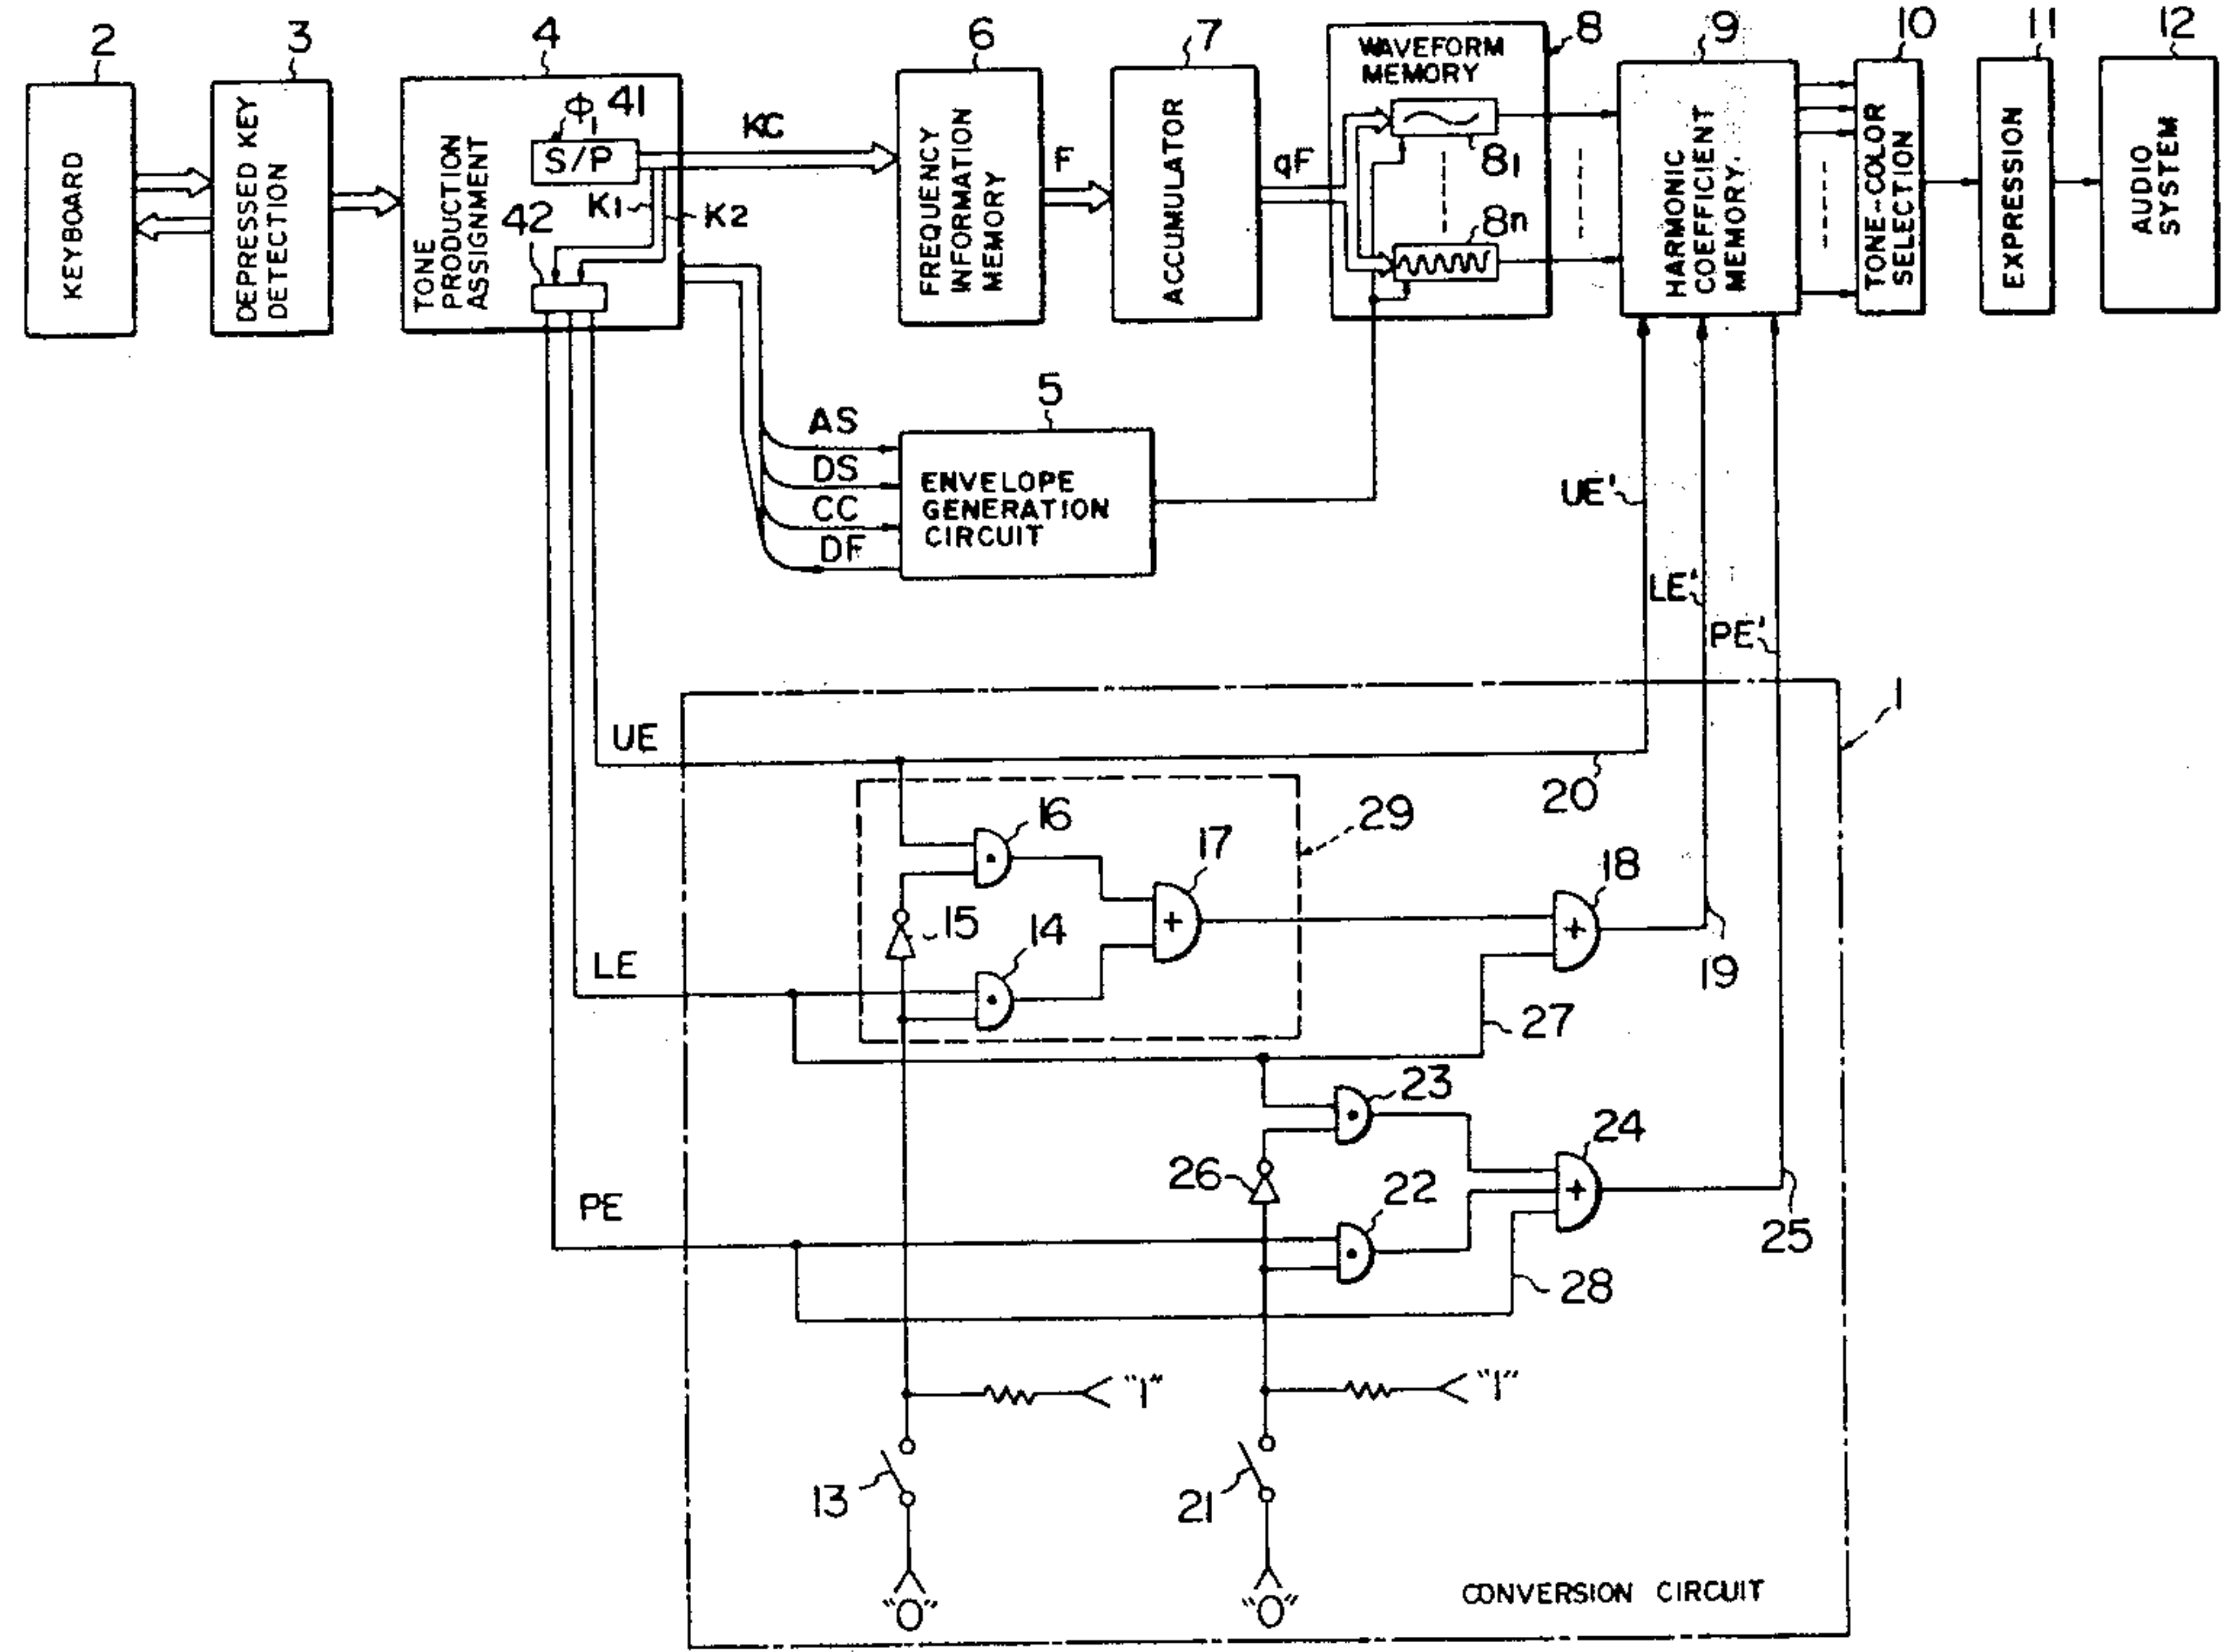 2
3
4
6
7
8
9
10
11
12
KEYBOARD
DEPRESSED KEY
DETECTION
TONE
PRODUCTION
ASSIGNMENT
Φ1
41
S/P
42
K1
K2
KC
FREQUENCY
INFORMATION
MEMORY
F
ACCUMULATOR
qF
WAVEFORM
MEMORY
81
8n
HARMONIC
COEFFICIENT
MEMORY.
TONE-COLOR
SELECTION
EXPRESSION
AUDIO
SYSTEM
5
AS
DS
CC
DF
ENVELOPE
GENERATION
CIRCUIT
UE'
LE'
PE'
1
UE
20
16
29
17
18
15
14
LE
19
27
23
24
26
22
PE
25
28
"1"
"1"
13
21
"0"
"0"
CONVERSION CIRCUIT